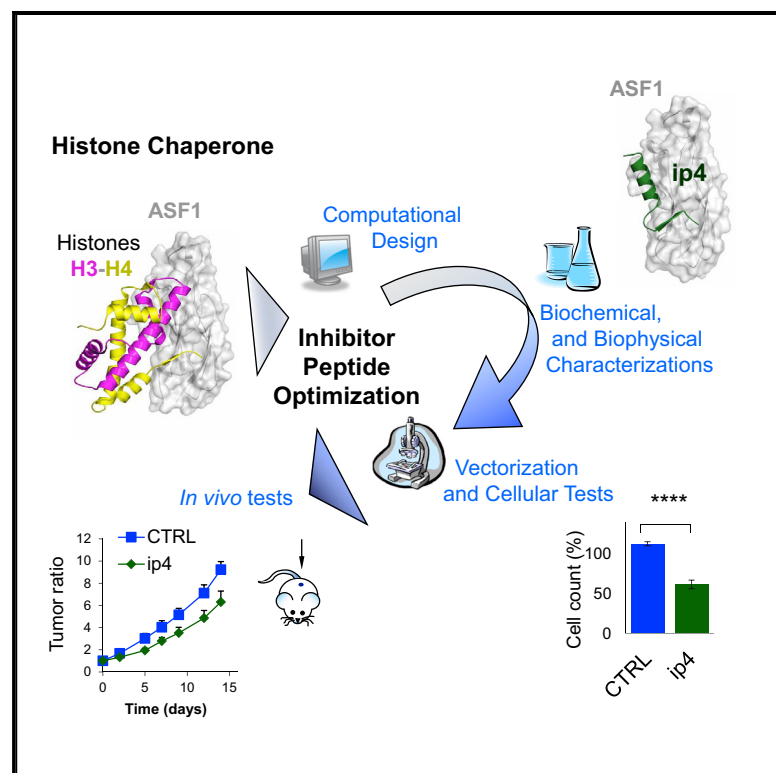 ASF1
Histone Chaperone
ip4
ASF1
Computational
Design
Histones
H3-H4
Biochemical,
and Biophysical
Characterizations
Inhibitor
Peptide
Optimization
Vectorization
and Cellular Tests
In vivo tests
****
CTRL
ip4
Tumor ratio
12
10
8
6
4
2
0
0 5 10 15
Time (days)
Cell count (%)
100
50
0
CTRL
ip4